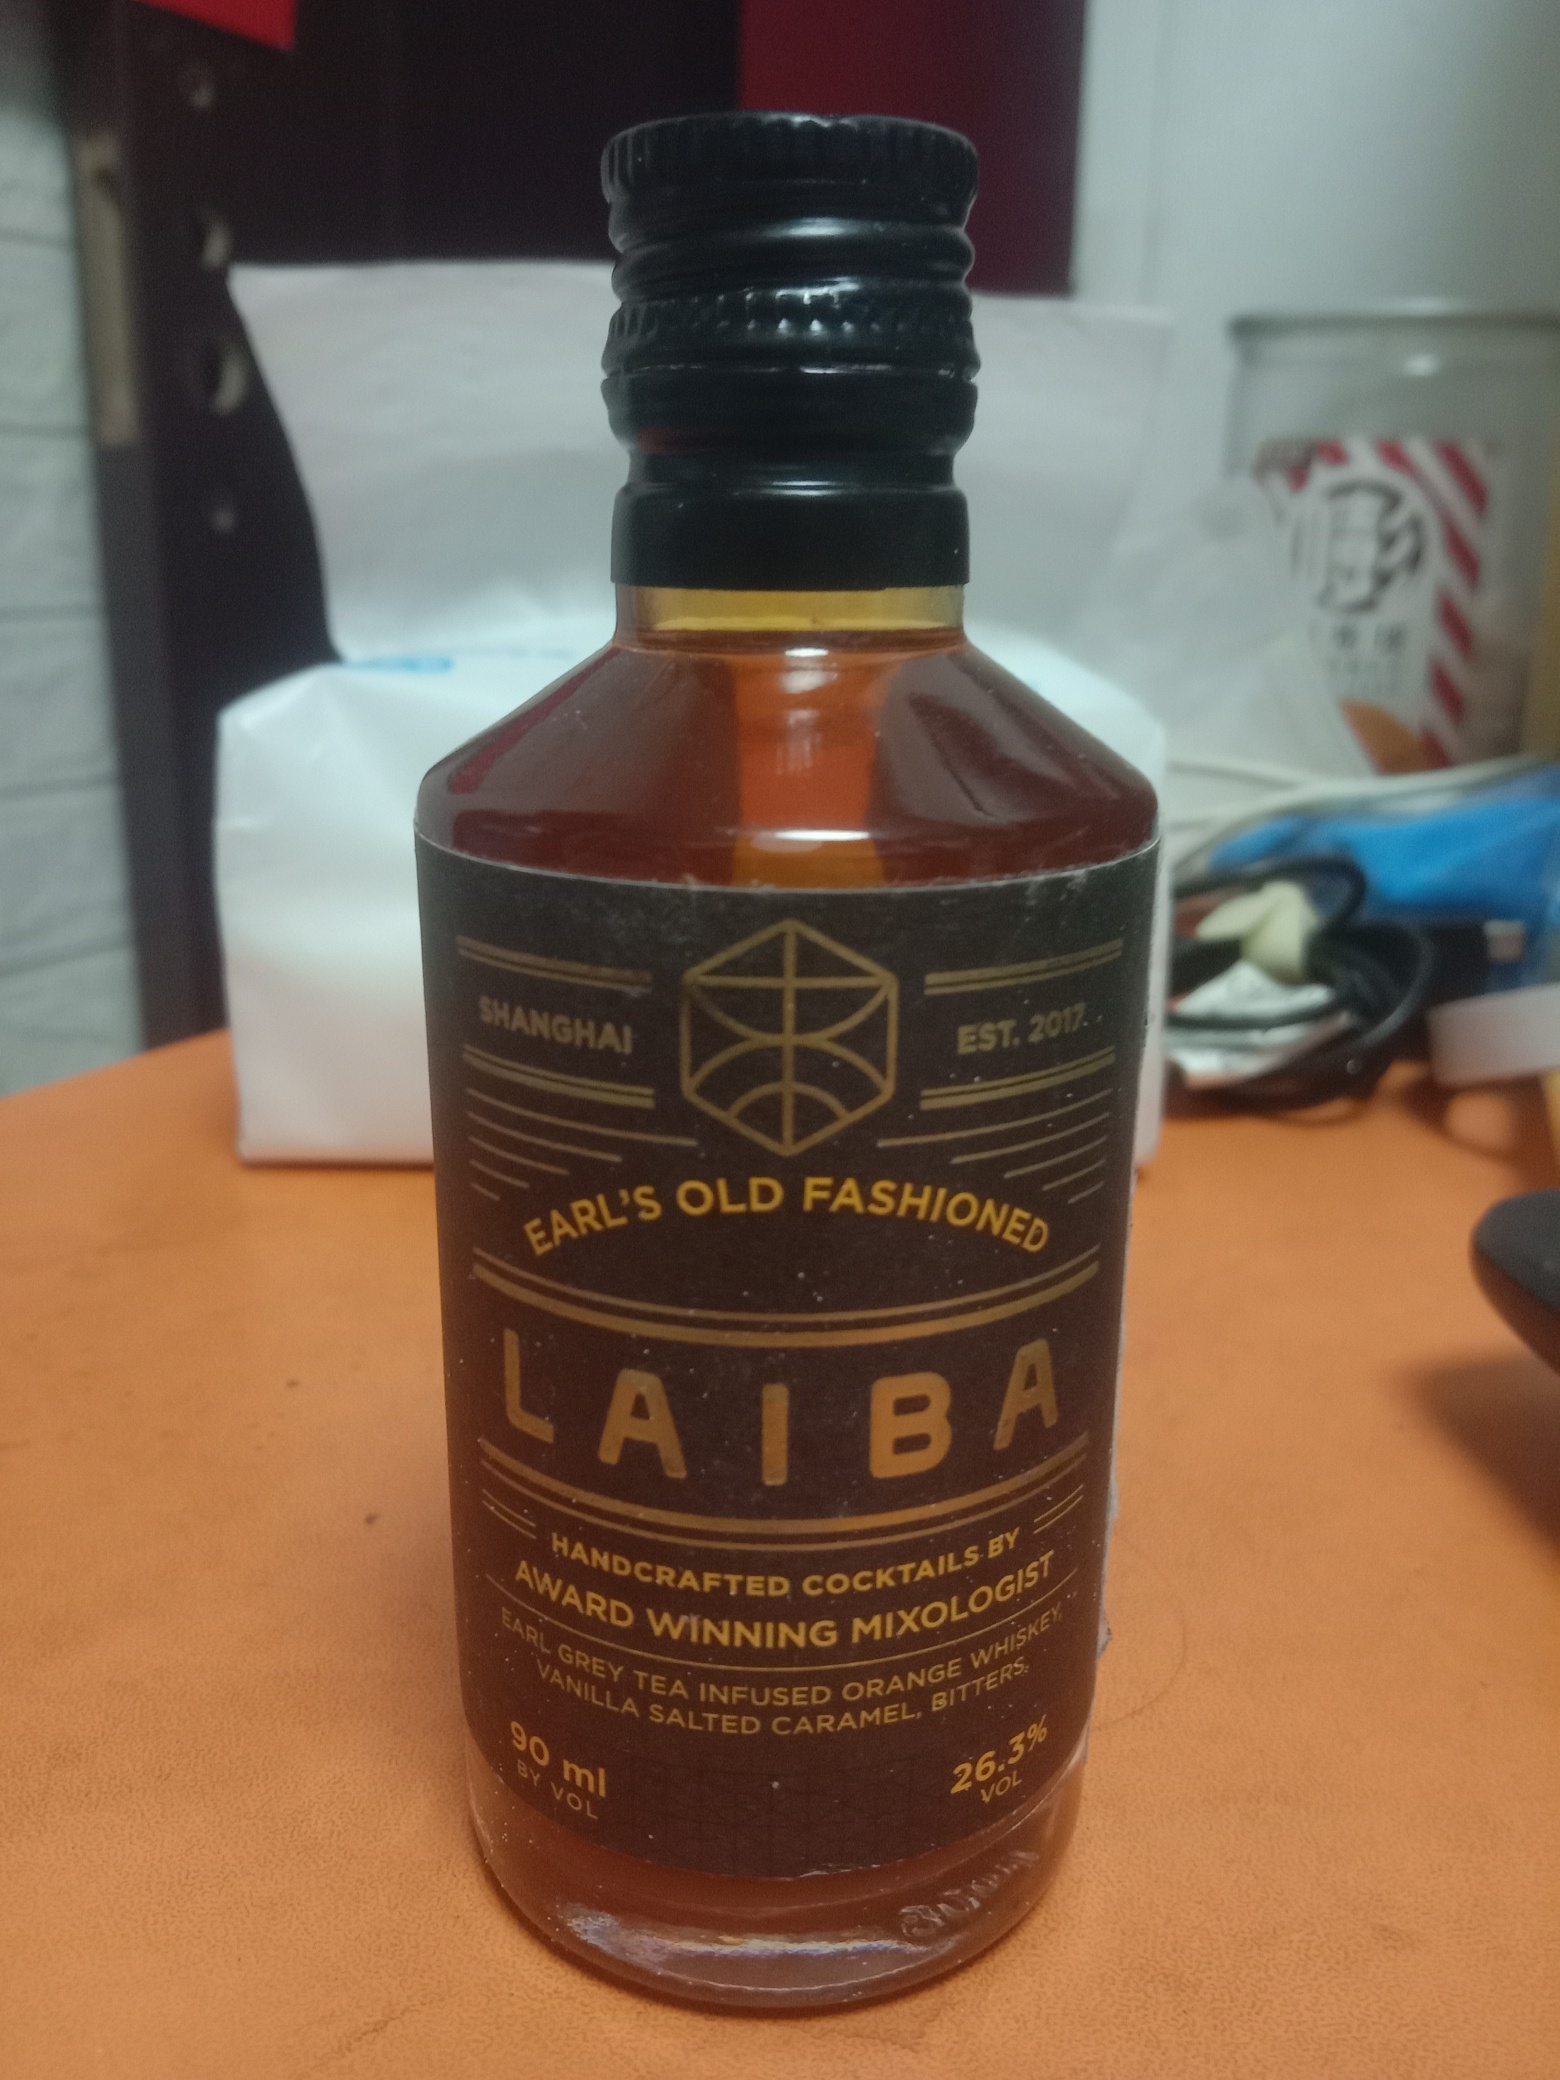 SHANGHAI
EST. 2017
EARL'S OLD FASHIONED
LAIBA
HANDCRAFTED COCKTAILS BY
AWARD WINNING MIXOLOGIST
EARL GREY TEA INFUSED ORANGE WHISKEY,
VANILLA SALTED CARAMEL, BITTERS.
90 ml
BY VOL
26.3%
VOL